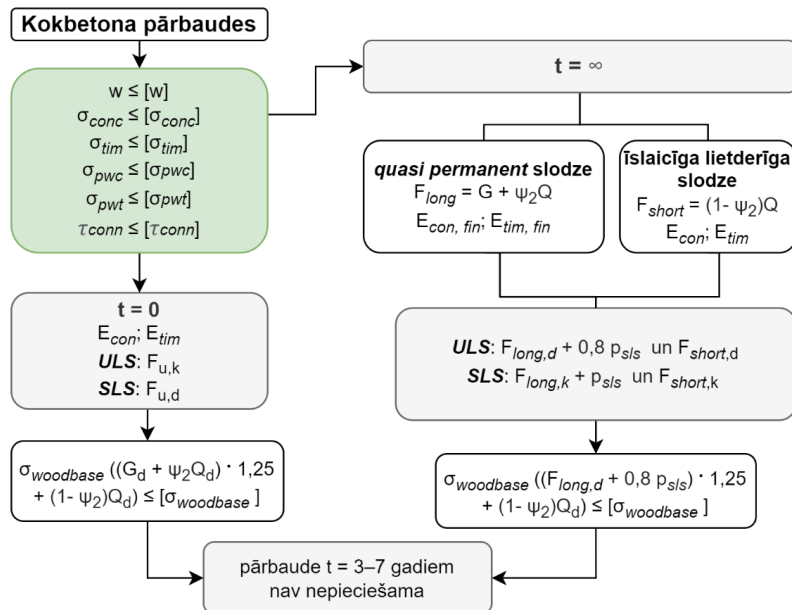 Kokbetona pārbaudes
w ≤ [w]
σconc ≤ [σconc]
σtim ≤ [σtim]
σpwc ≤ [σpwc]
σpwt ≤ [σpwt]
τconn ≤ [τconn]
t = 0
Econ; Etim
ULS: Fu,k
SLS: Fu,d
σwoodbase ((Gd + ψ2Qd) · 1,25
+ (1- ψ2)Qd) ≤ [σwoodbase ]
t = ∞
quasi permanent slodze
Flong = G + ψ2Q
Econ, fin; Etim, fin
īslaicīga lietderīga
slodze
Fshort = (1- ψ2)Q
Econ; Etim
ULS: Flong,d + 0,8 psls un Fshort,d
SLS: Flong,k + psls un Fshort,k
σwoodbase ((Flong,d + 0,8 psls) · 1,25
+ (1- ψ2)Qd) ≤ [σwoodbase ]
pārbaude t = 3–7 gadiem
nav nepieciešama